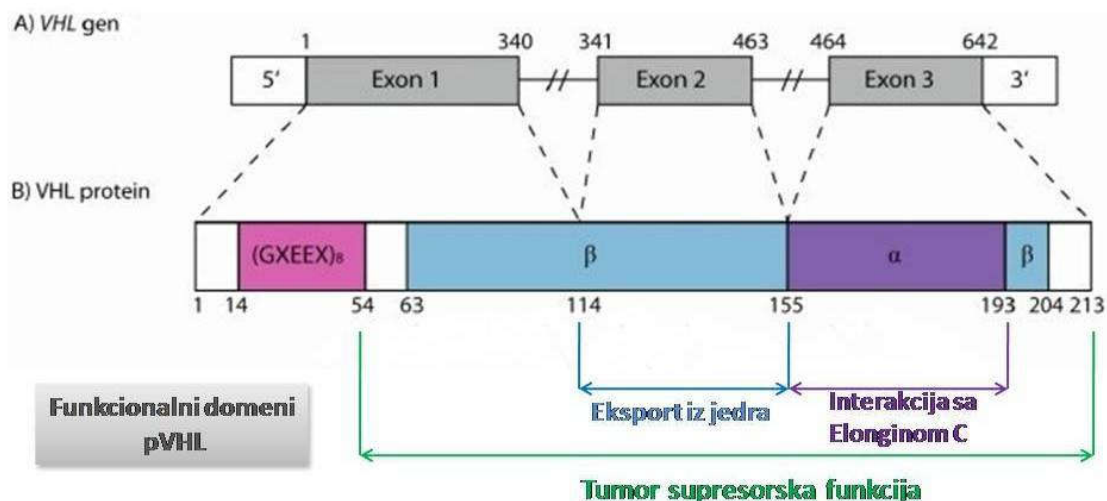 A) VHL gen
1 340 341 463 464 642
5' Exon 1 Exon 2 Exon 3 3'
B) VHL protein
(GXEEX)₈ β α β
1 14 54 63 114 155 193 204 213
Funkcionalni domeni
pVHL
Eksport iz jedra
Interakcija sa
Elonginom C
Tumor supresorska funkcija